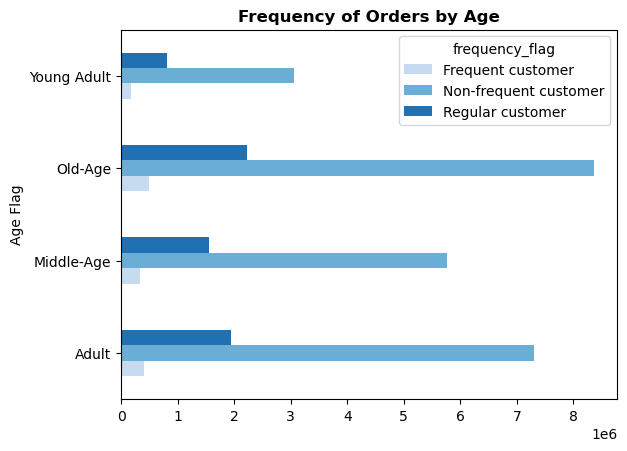 Frequency of Orders by Age
frequency_flag
Frequent customer
Non-frequent customer
Regular customer
Age Flag
Young Adult
Old-Age
Middle-Age
Adult
0 1 2 3 4 5 6 7 8
1e6